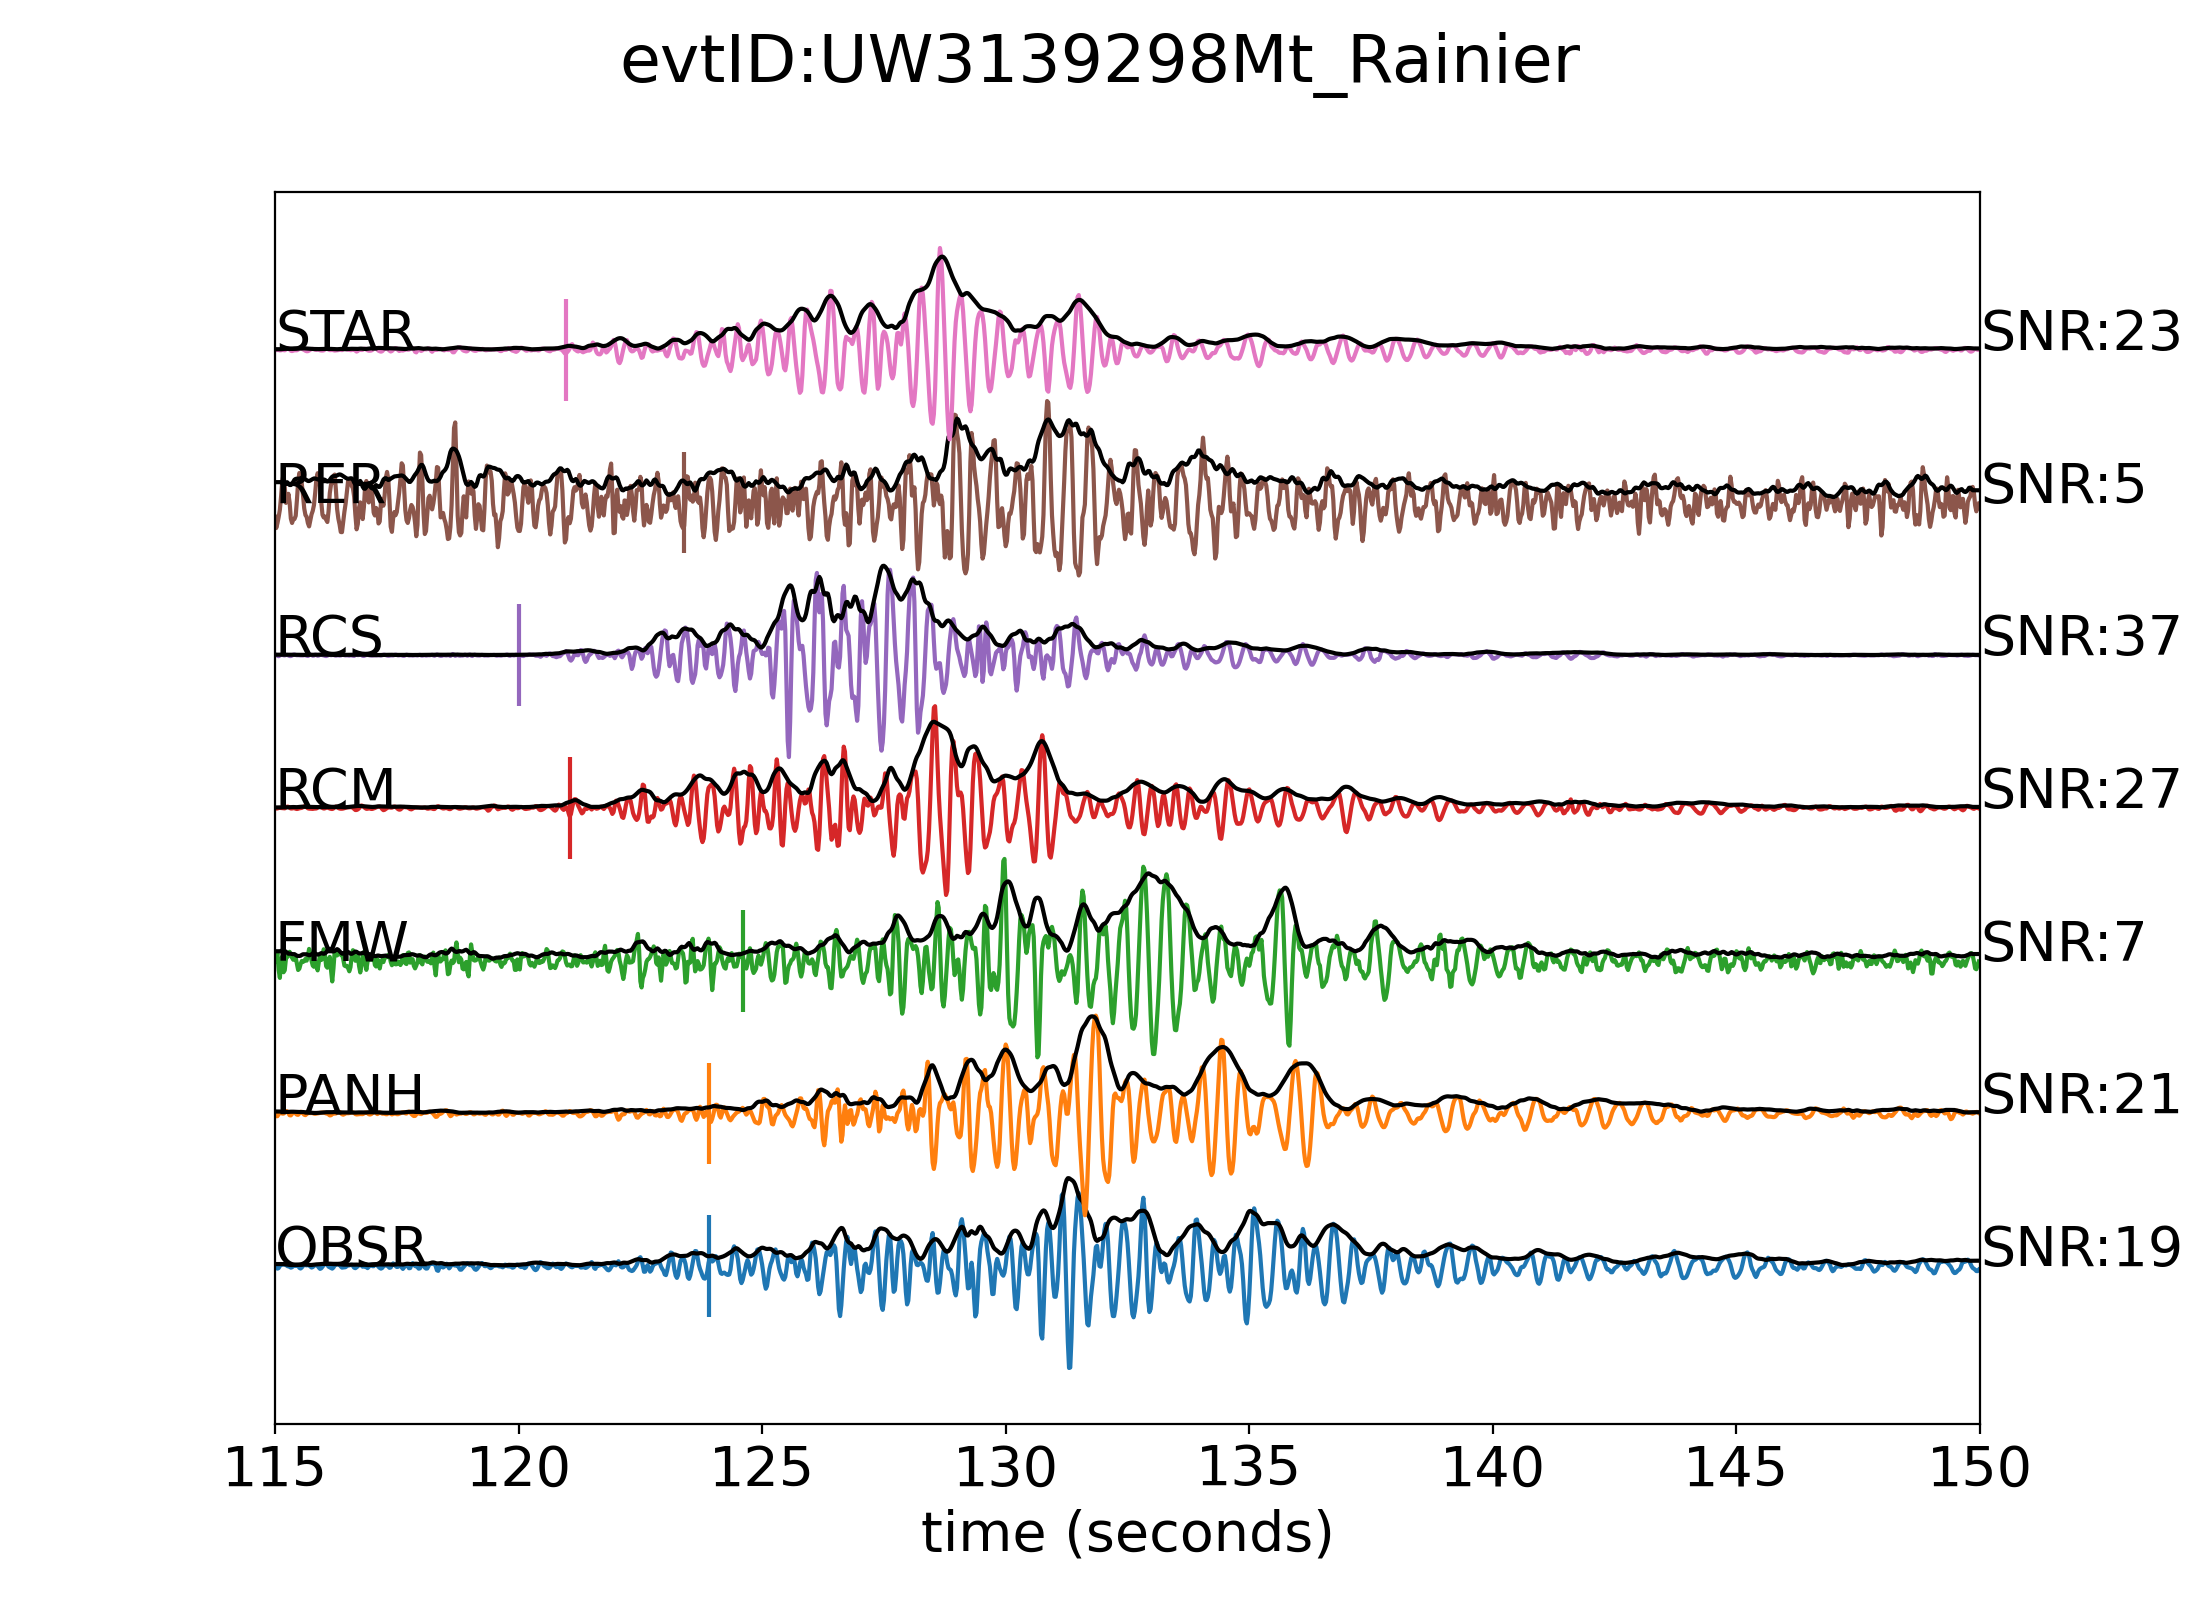 evtID:UW3139298Mt_Rainier
STAR SNR:23
RER SNR:5
RCS SNR:37
RCM SNR:27
FMW SNR:7
PANH SNR:21
OBSR SNR:19
115 120 125 130 135 140 145 150
time (seconds)